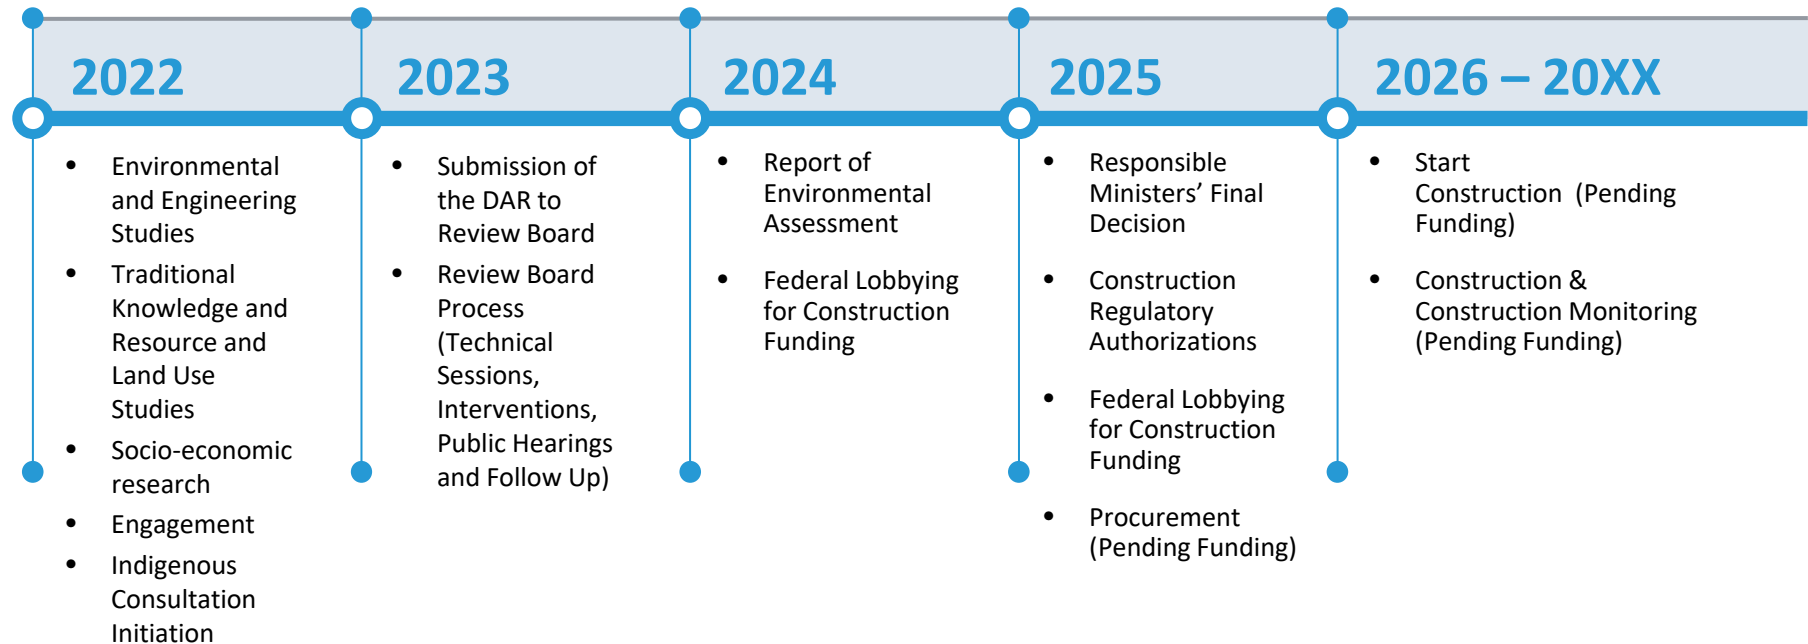 2022
2023
2024
2025
2026 – 20XX
• Environmental
and Engineering
Studies
• Traditional
Knowledge and
Resource and
Land Use
Studies
• Socio-economic
research
• Engagement
• Indigenous
Consultation
Initiation
• Submission of
the DAR to
Review Board
• Review Board
Process
(Technical
Sessions,
Interventions,
Public Hearings
and Follow Up)
• Report of
Environmental
Assessment
• Federal Lobbying
for Construction
Funding
• Responsible
Ministers’ Final
Decision
• Construction
Regulatory
Authorizations
• Federal Lobbying
for Construction
Funding
• Procurement
(Pending Funding)
• Start
Construction  (Pending
Funding)
• Construction &
Construction Monitoring
(Pending Funding)